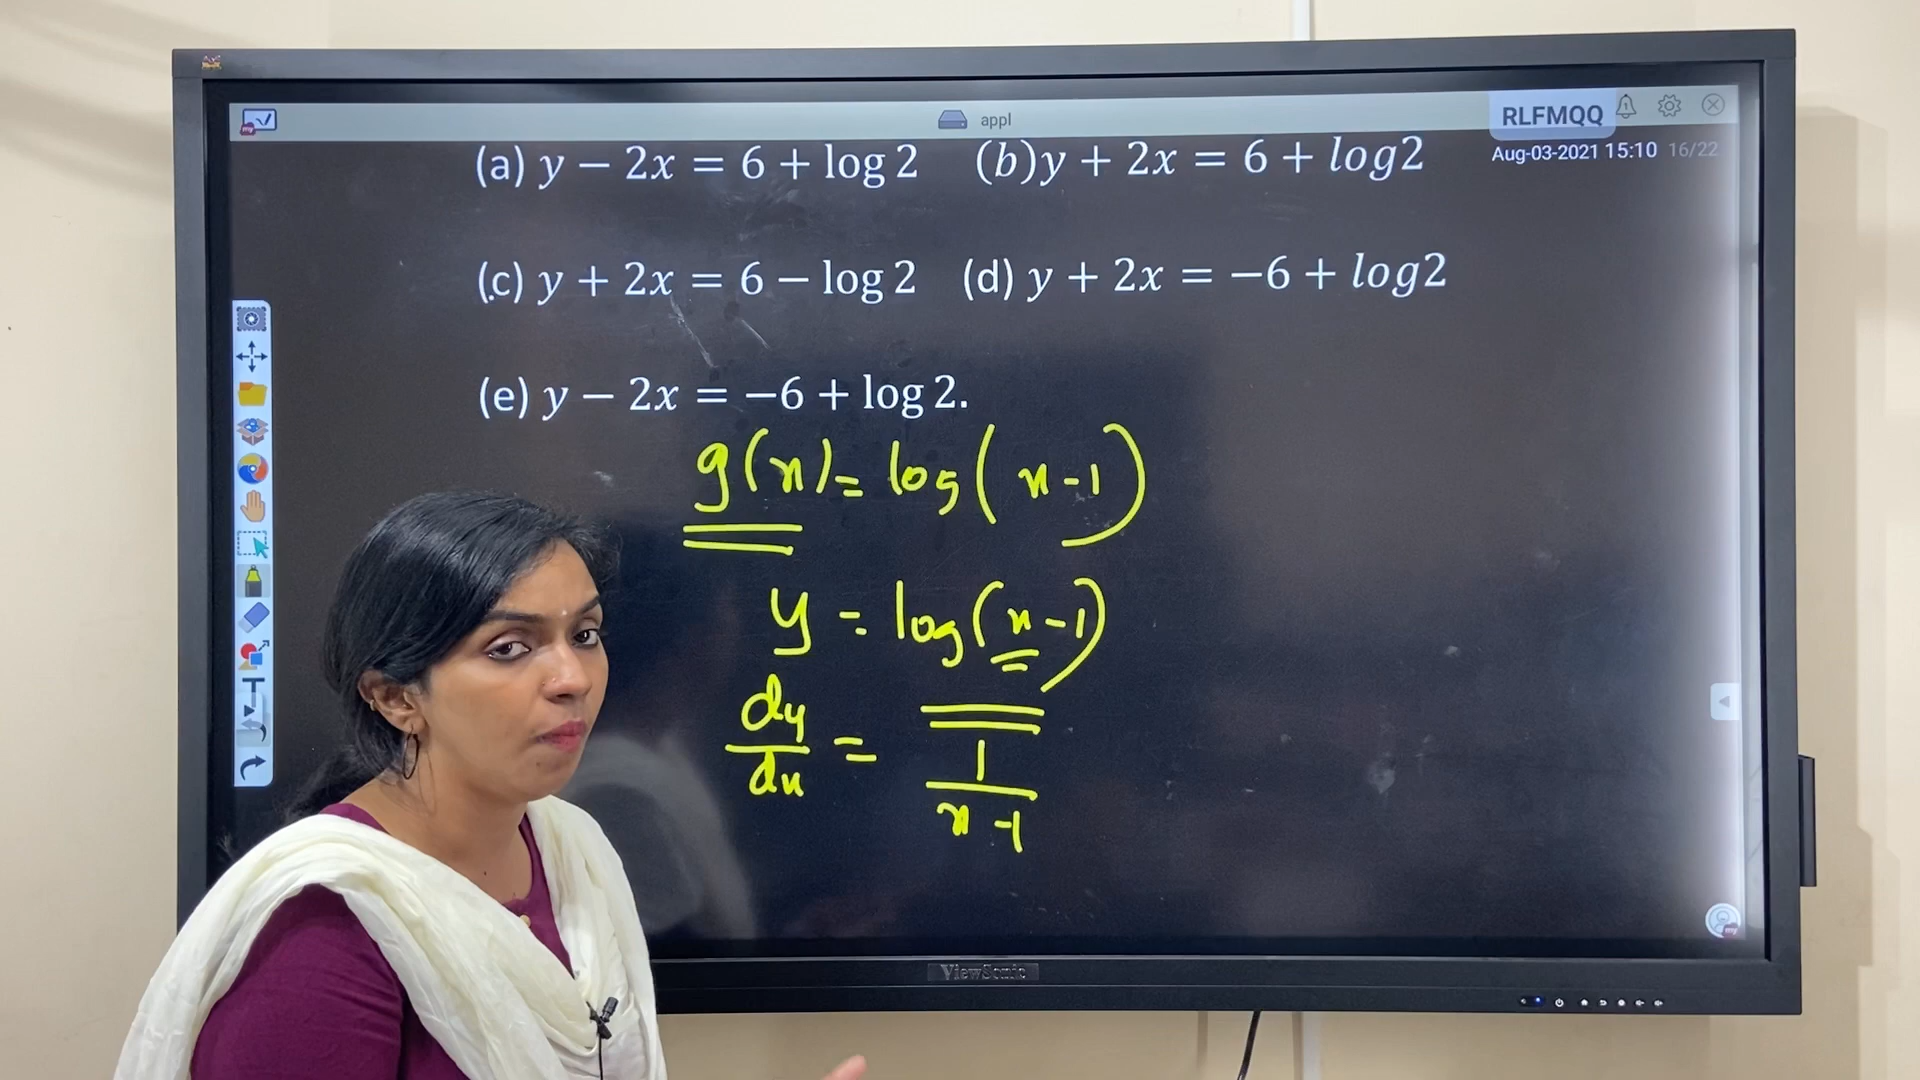 appl
RLFMQQ
Aug-03-2021 15:10 16/22
(a) y − 2x = 6 + log 2 (b) y + 2x = 6 + log2
(c) y + 2x = 6 − log 2 (d) y + 2x = −6 + log2
(e) y − 2x = −6 + log 2.
g(x) = log(x-1)
y = log(x-1)
dy/dx = 1/(x-1)
ViewSonic